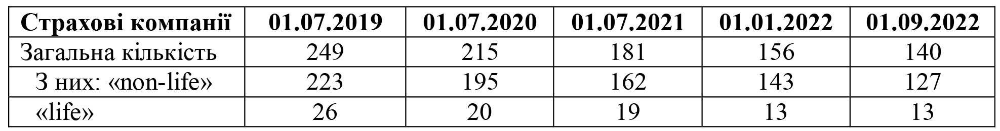 Страхові компанії 01.07.2019 01.07.2020 01.07.2021 01.01.2022 01.09.2022
Загальна кількість 249 215 181 156 140
З них: «non-life» 223 195 162 143 127
«life» 26 20 19 13 13